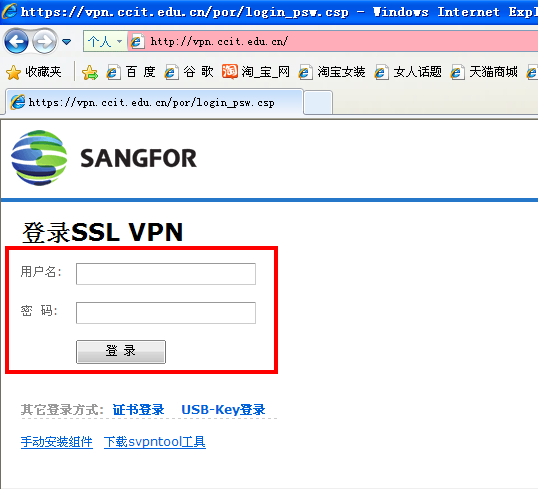 https://vpn.ccit.edu.cn/por/login_psw.csp - Windows Internet Expl
个人 http://vpn.ccit.edu.cn/
收藏夹 百 度 谷 歌 淘_宝_网 淘宝女装 女人话题 天猫商城
https://vpn.ccit.edu.cn/por/login_psw.csp
SANGFOR
登录SSL VPN
用户名:
密 码:
登 录
其它登录方式: 证书登录 USB-Key登录
手动安装组件 下载svpntool工具